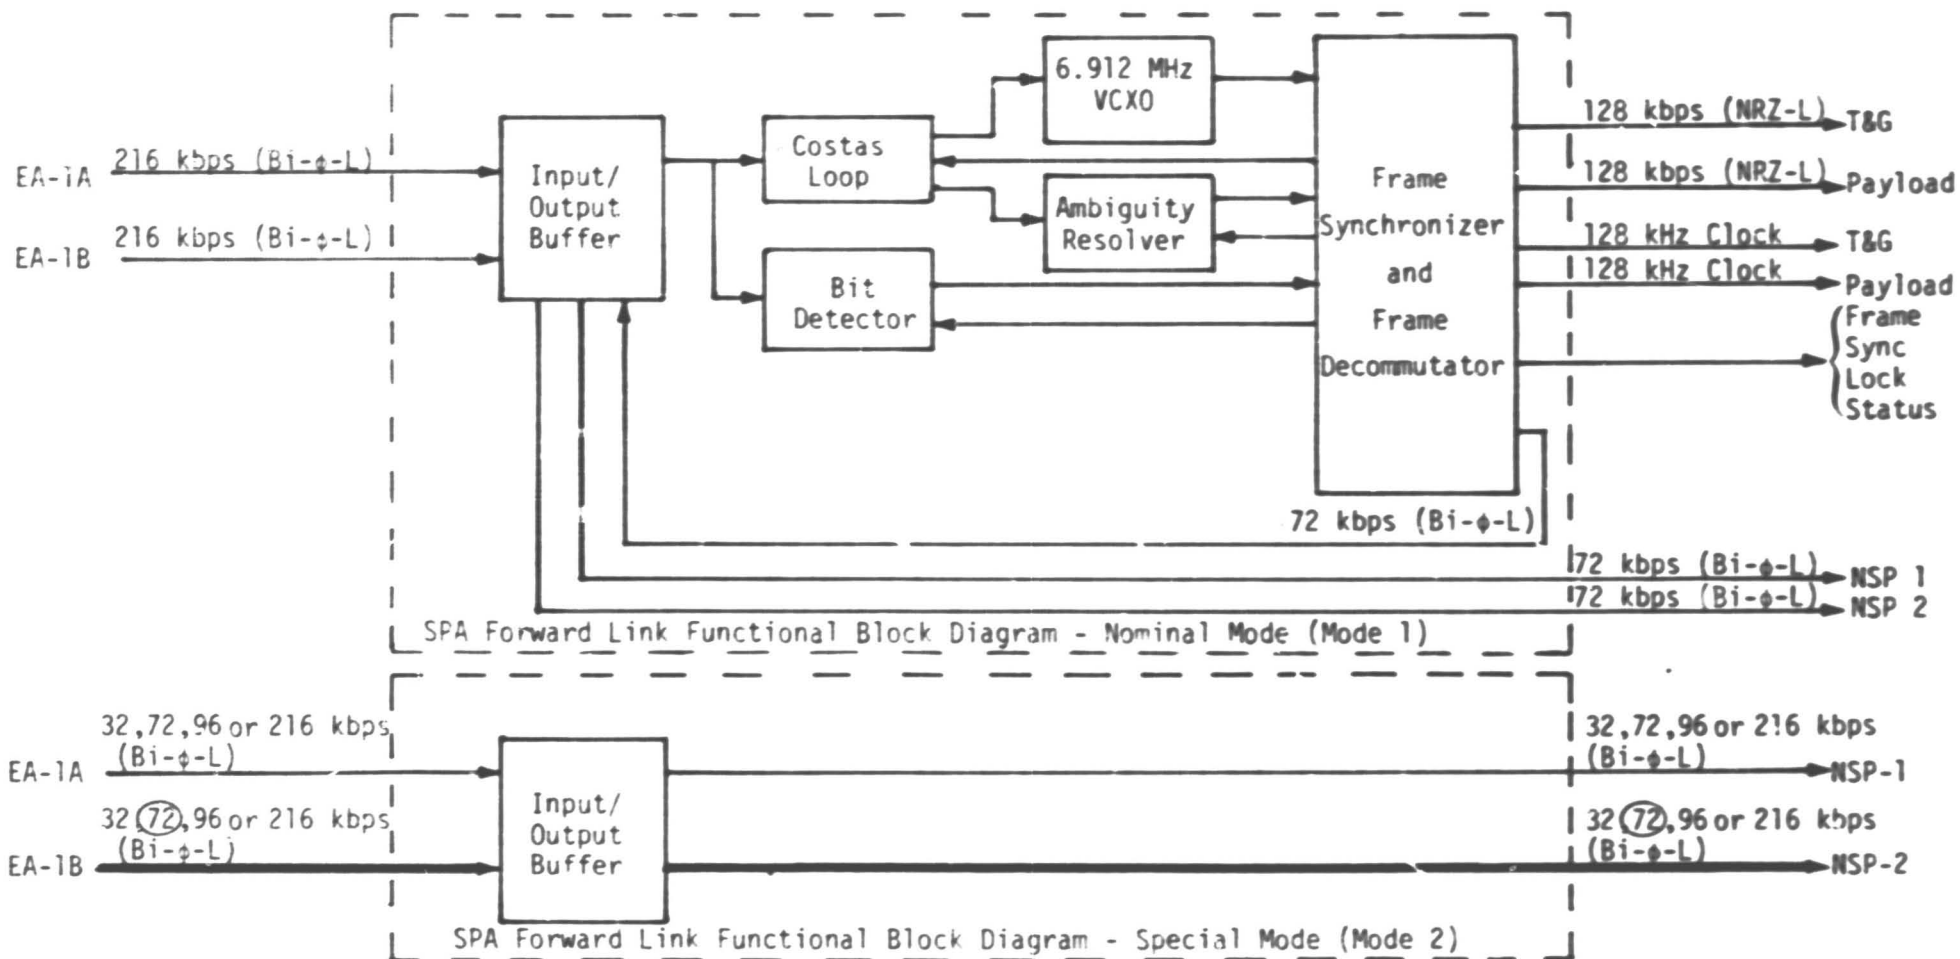 6.912 MHz
VCXO
128 kbps (NRZ-L)
T&G
Costas
Loop
216 kbps (Bi-ϕ-L)
EA-1A
Input/
Output
Buffer
Frame
Synchronizer
and
Frame
Decommutator
128 kbps (NRZ-L)
Payload
Ambiguity
Resolver
216 kbps (Bi-ϕ-L)
EA-1B
128 kHz Clock
T&G
128 kHz Clock
Payload
Bit
Detector
Frame
Sync
Lock
Status
72 kbps (Bi-ϕ-L)
72 kbps (Bi-ϕ-L)
NSP 1
72 kbps (Bi-ϕ-L)
NSP 2
SPA Forward Link Functional Block Diagram - Nominal Mode (Mode 1)
32,72,96 or 216 kbps
(Bi-ϕ-L)
EA-1A
32,72,96 or 216 kbps
(Bi-ϕ-L)
NSP-1
Input/
Output
Buffer
32 72,96 or 216 kbps
(Bi-ϕ-L)
EA-1B
32 72,96 or 216 kbps
(Bi-ϕ-L)
NSP-2
SPA Forward Link Functional Block Diagram - Special Mode (Mode 2)